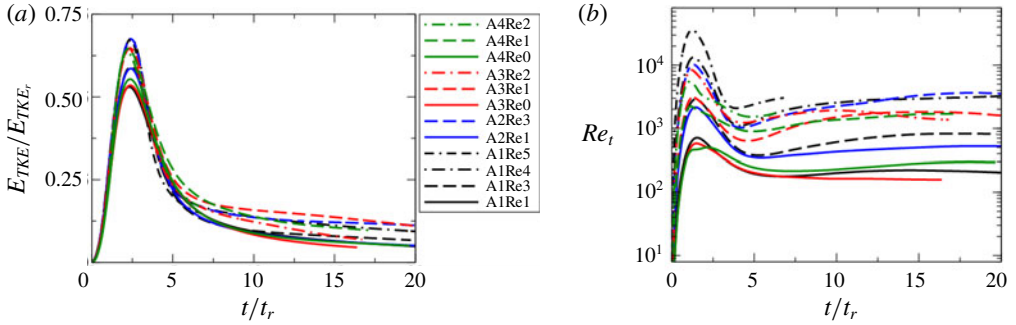 (a)
0.75
0.50
0.25
0
E_TKE/E_TKE_r
0 5 10 15 20
t/t_r
A4Re2
A4Re1
A4Re0
A3Re2
A3Re1
A3Re0
A2Re3
A2Re1
A1Re5
A1Re4
A1Re3
A1Re1
(b)
10^4
10^3
10^2
10^1
Re_t
0 5 10 15 20
t/t_r